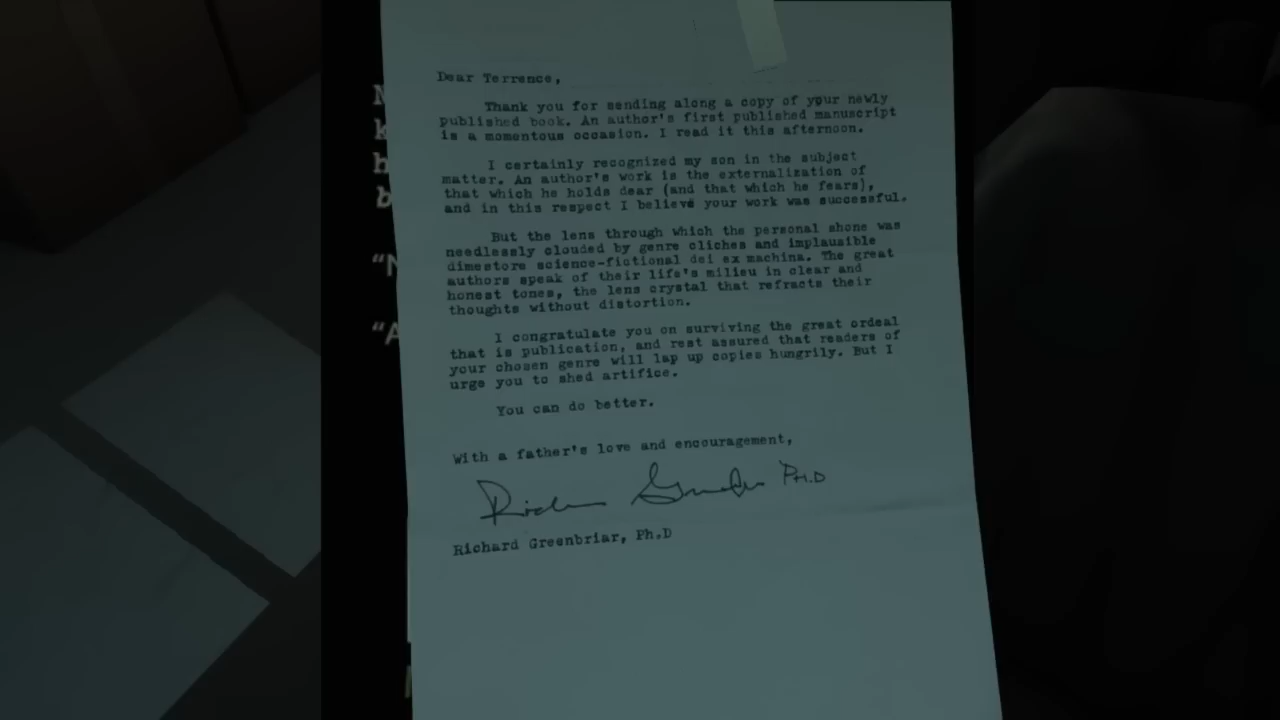 Dear Terrence,
Thank you for sending along a copy of your newly
published book. An author's first published manuscript
is a momentous occasion. I read it this afternoon.
I certainly recognized my son in the subject
matter. An author's work is the externalization of
that which he holds dear (and that which he fears),
and in this respect I believe your work was successful.
But the lens through which the personal shone was
needlessly clouded by genre cliches and implausible
dimestore science-fictional dei ex machina. The great
authors speak of their life's milieu in clear and
honest tones, the lens crystal that refracts their
thoughts without distortion.
I congratulate you on surviving the great ordeal
that is publication, and rest assured that readers of
your chosen genre will lap up copies hungrily. But I
urge you to shed artifice.
You can do better.
With a father's love and encouragement,
PH.D
Richard Greenbriar, Ph.D
N
k
h
b
"N
"A